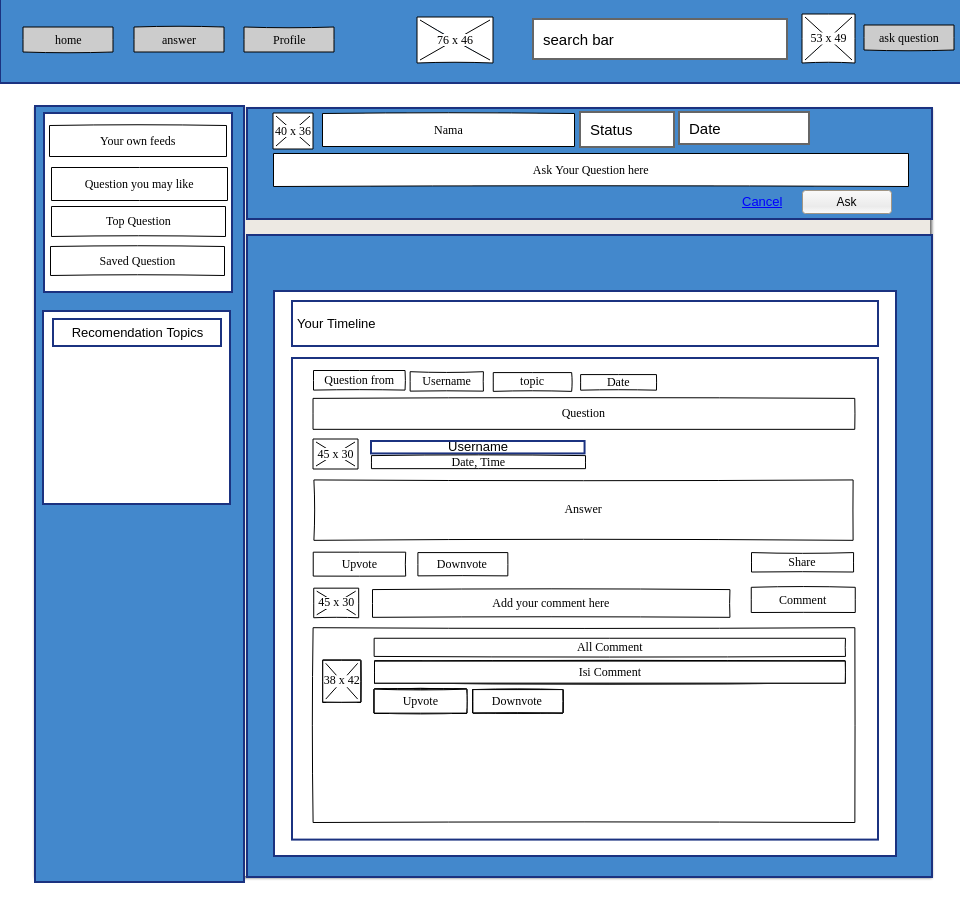 home
answer
Profile
76 x 46
search bar
53 x 49
ask question
Your own feeds
Question you may like
Top Question
Saved Question
Recomendation Topics
40 x 36
Nama
Status
Date
Ask Your Question here
Cancel
Ask
Your Timeline
Question from
Username
topic
Date
Question
45 x 30
Username
Date, Time
Answer
Upvote
Downvote
Share
45 x 30
Add your comment here
Comment
All Comment
38 x 42
Isi Comment
Upvote
Downvote